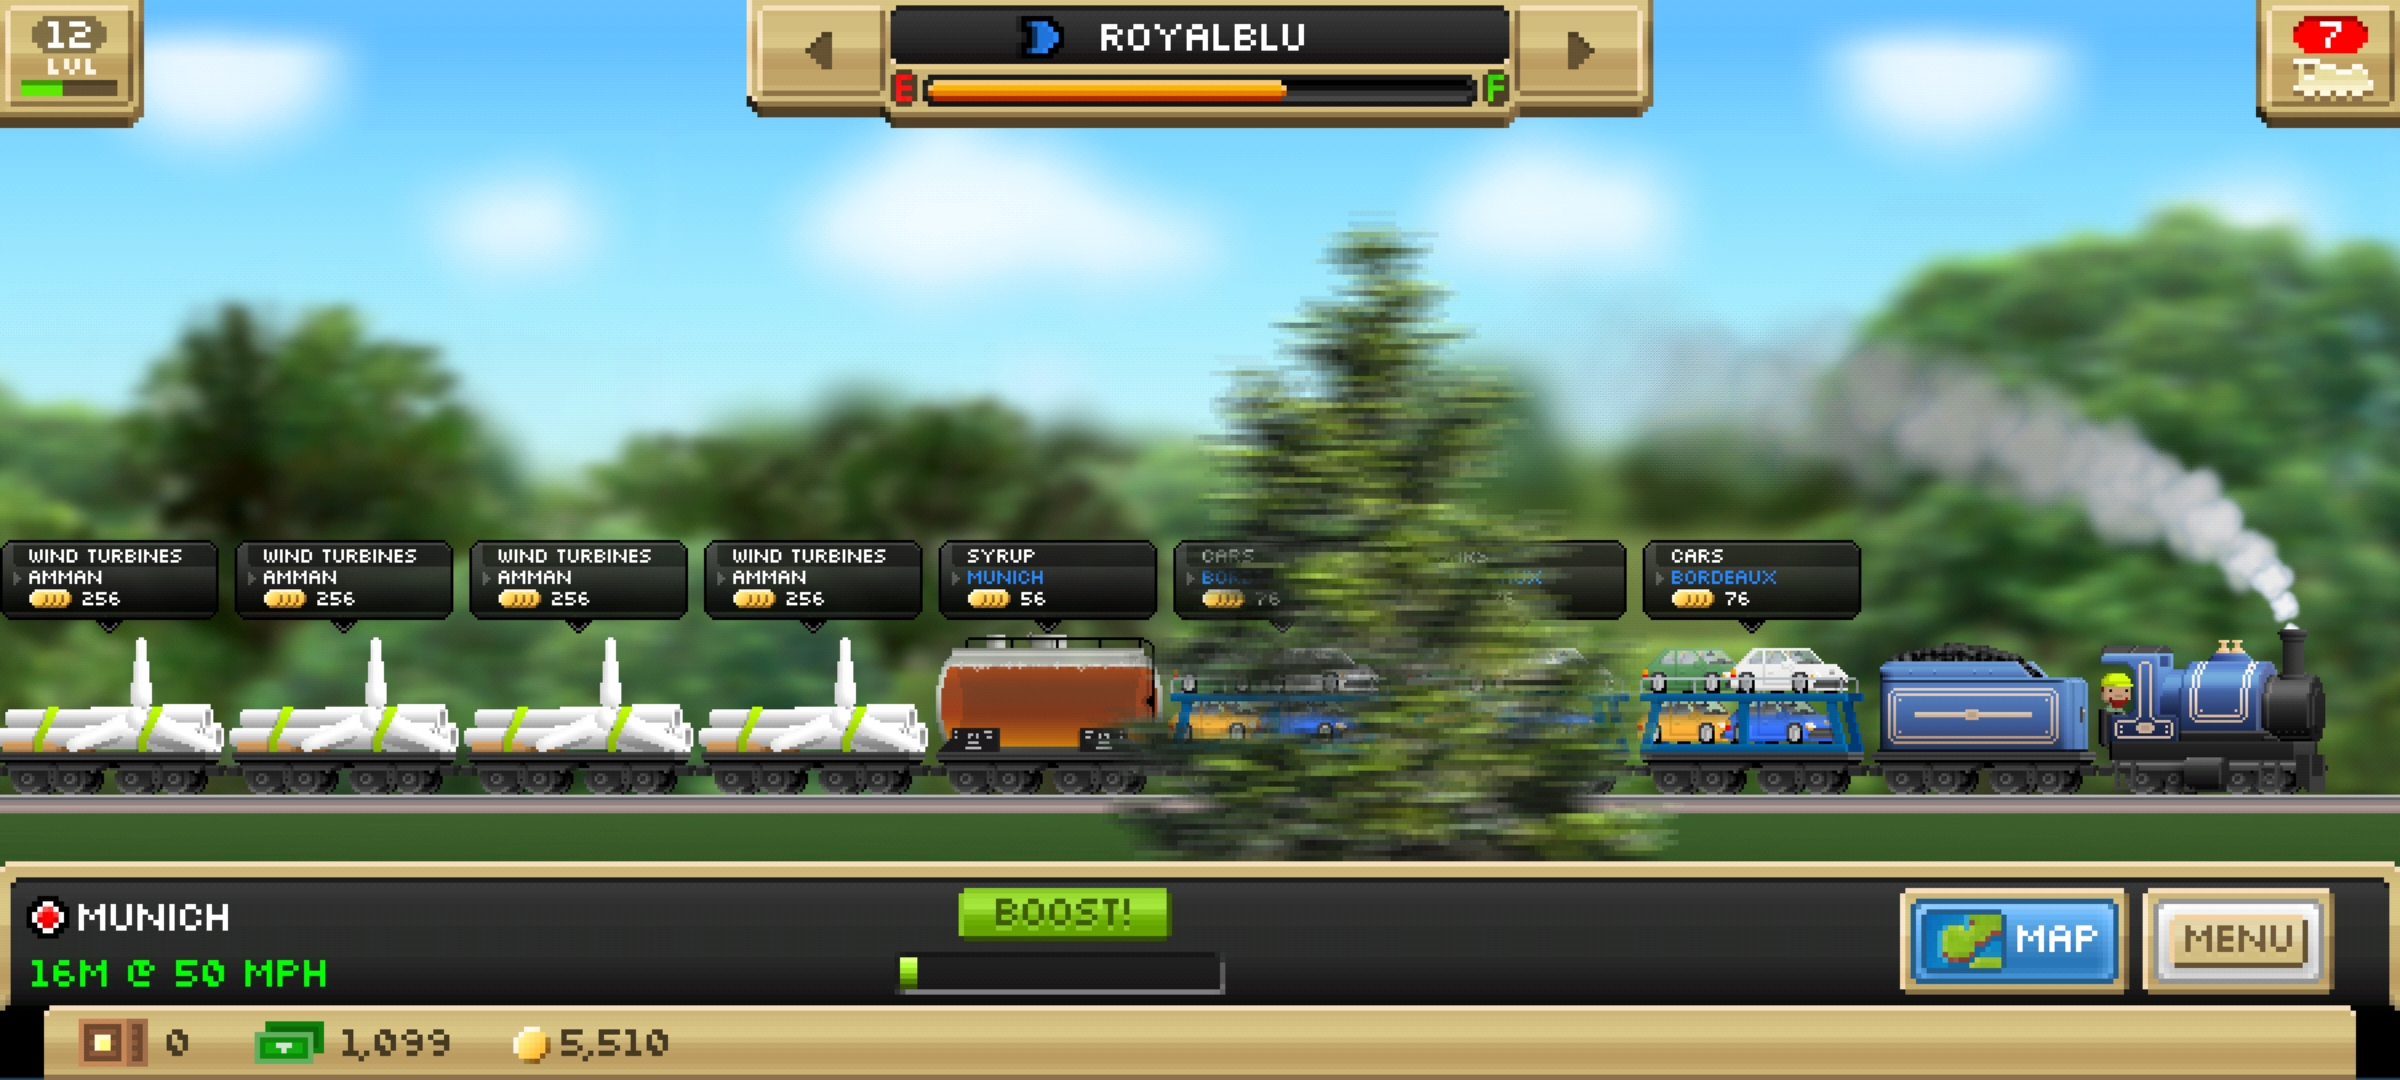 12
LVL
ROYALBLU
E F
7
WIND TURBINES
AMMAN
256
WIND TURBINES
AMMAN
256
WIND TURBINES
AMMAN
256
WIND TURBINES
AMMAN
256
SYRUP
MUNICH
56
CARS
76
CARS
BORDEAUX
76
MUNICH
16M @ 50 MPH
BOOST!
MAP
MENU
0
1,099
5,510